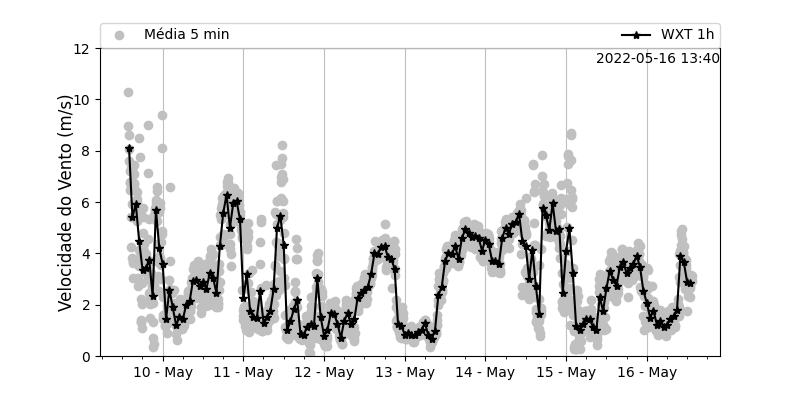 Média 5 min
WXT 1h
2022-05-16 13:40
Velocidade do Vento (m/s)
12
10
8
6
4
2
0
10 - May
11 - May
12 - May
13 - May
14 - May
15 - May
16 - May